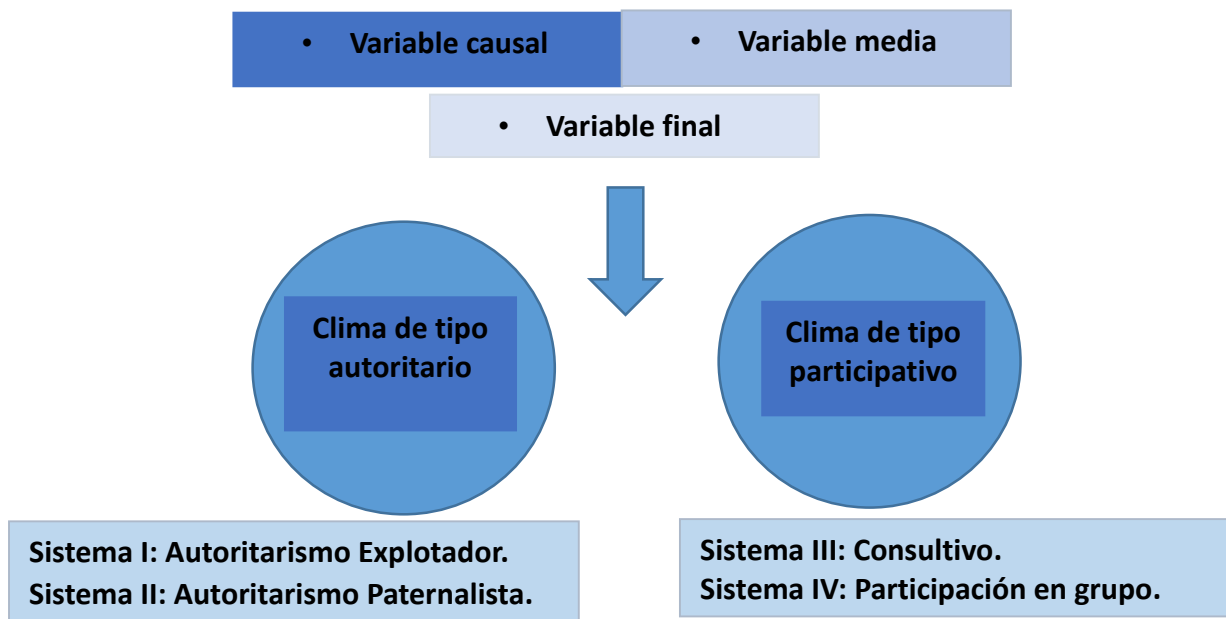 • Variable causal
• Variable media
• Variable final
Clima de tipo
autoritario
Clima de tipo
participativo
Sistema I: Autoritarismo Explotador.
Sistema II: Autoritarismo Paternalista.
Sistema III: Consultivo.
Sistema IV: Participación en grupo.